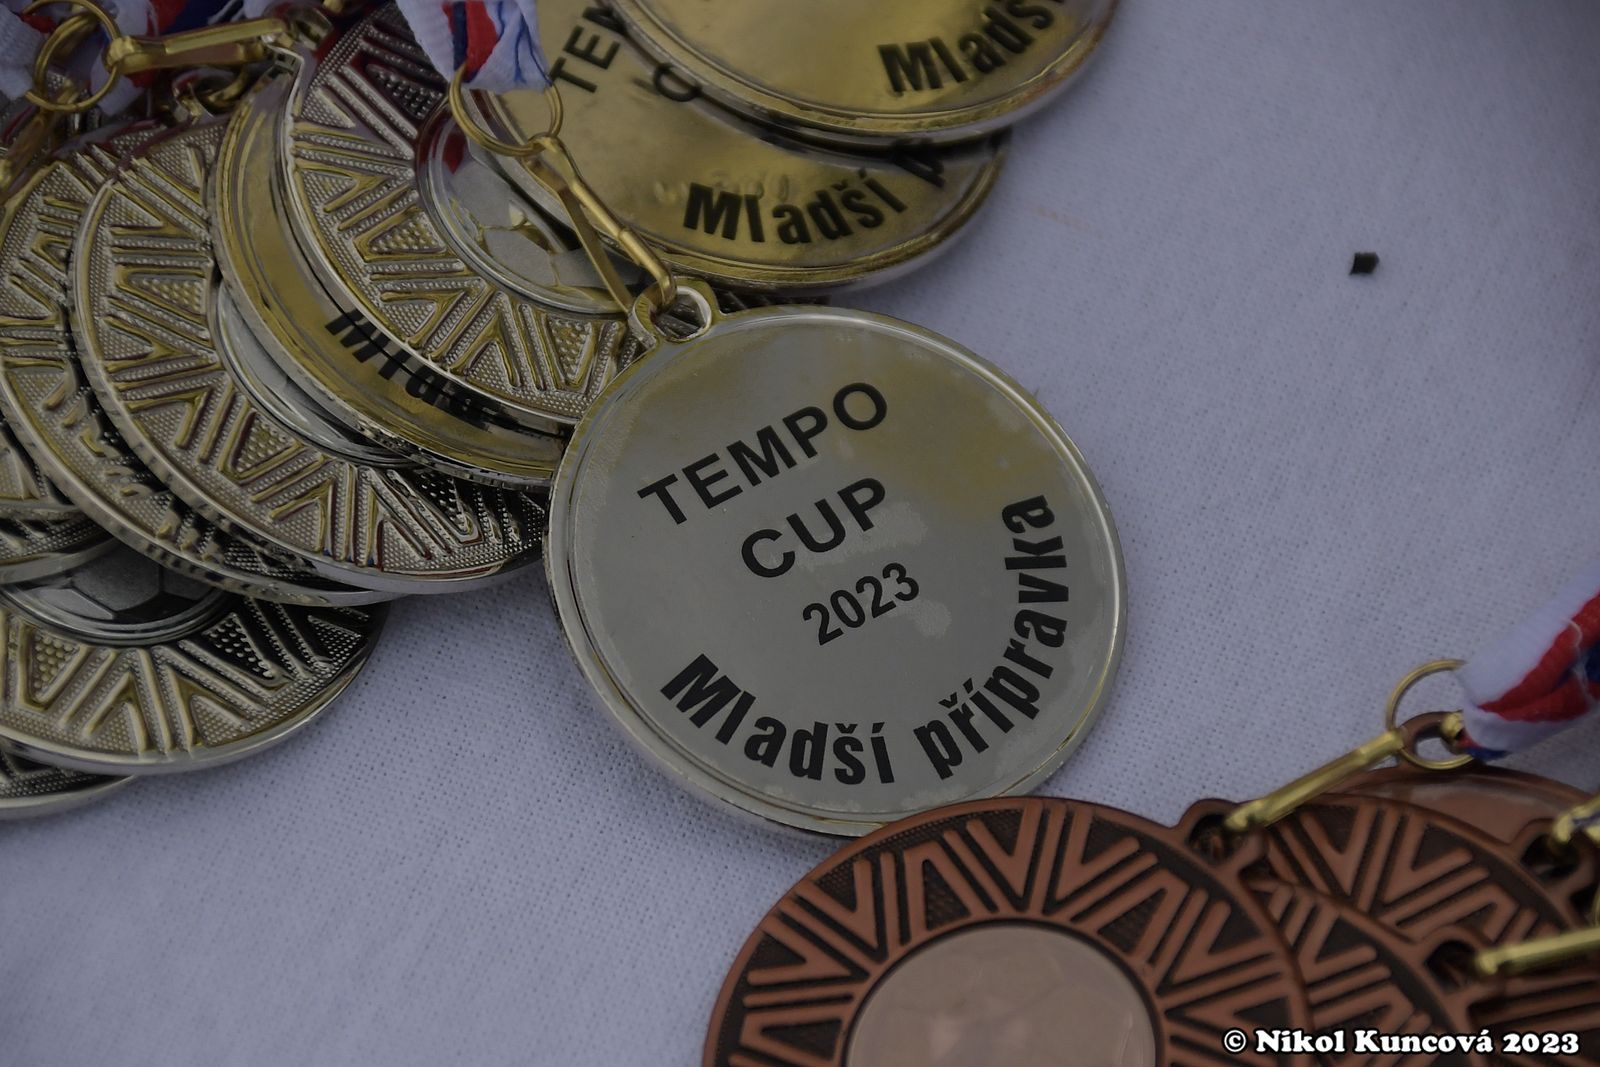 Mladší
Mladší
TEMPO
CUP
2023
Mladší přípravka
© Nikol Kuncová 2023